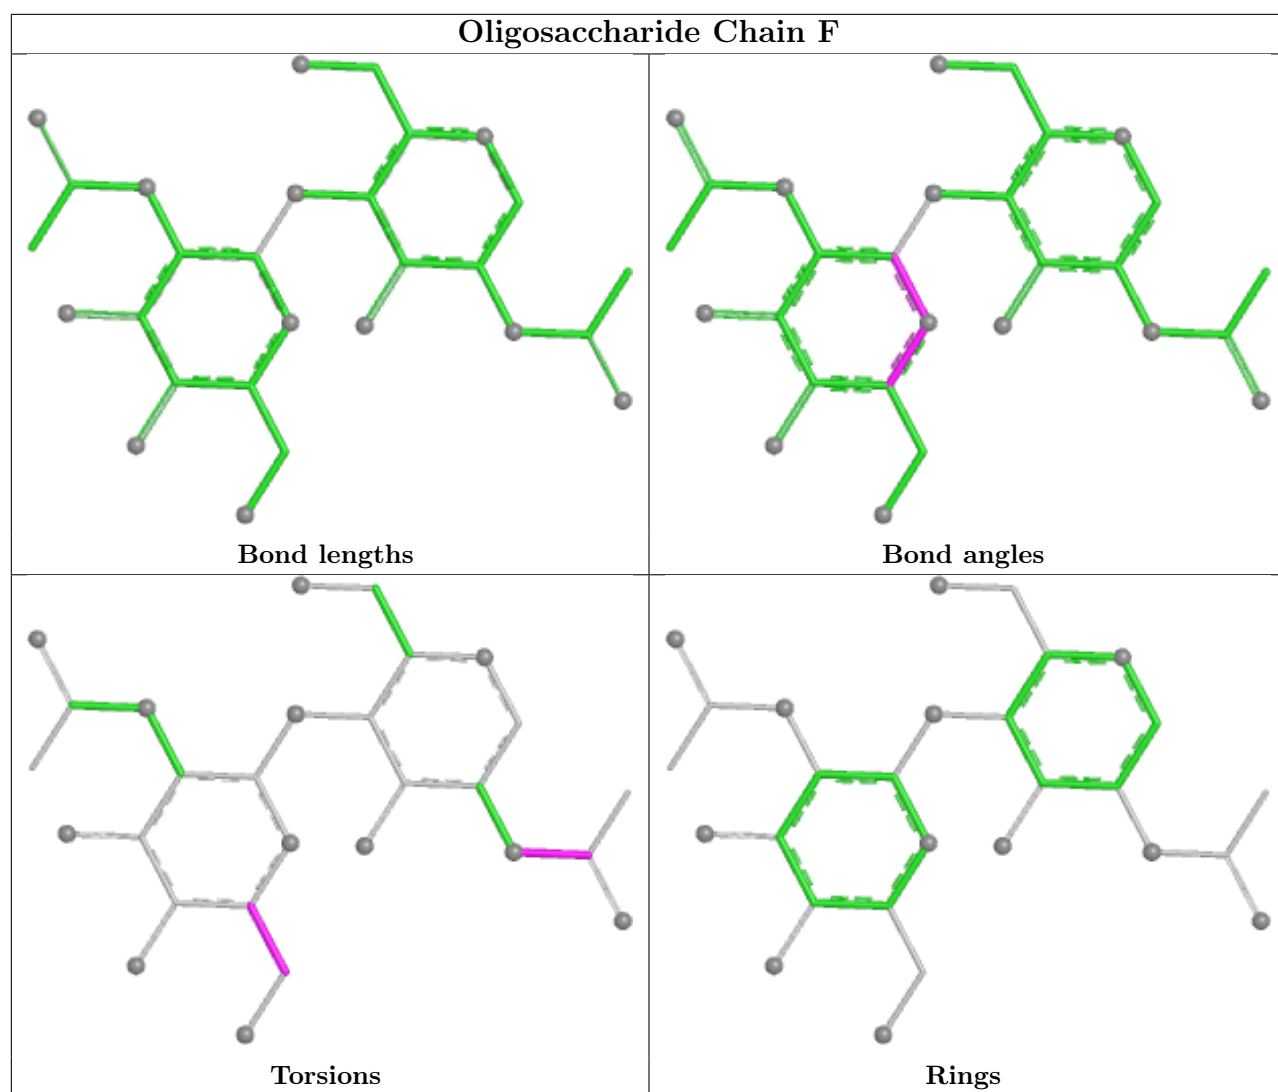 Oligosaccharide Chain F
Bond lengths
Bond angles
Torsions
Rings